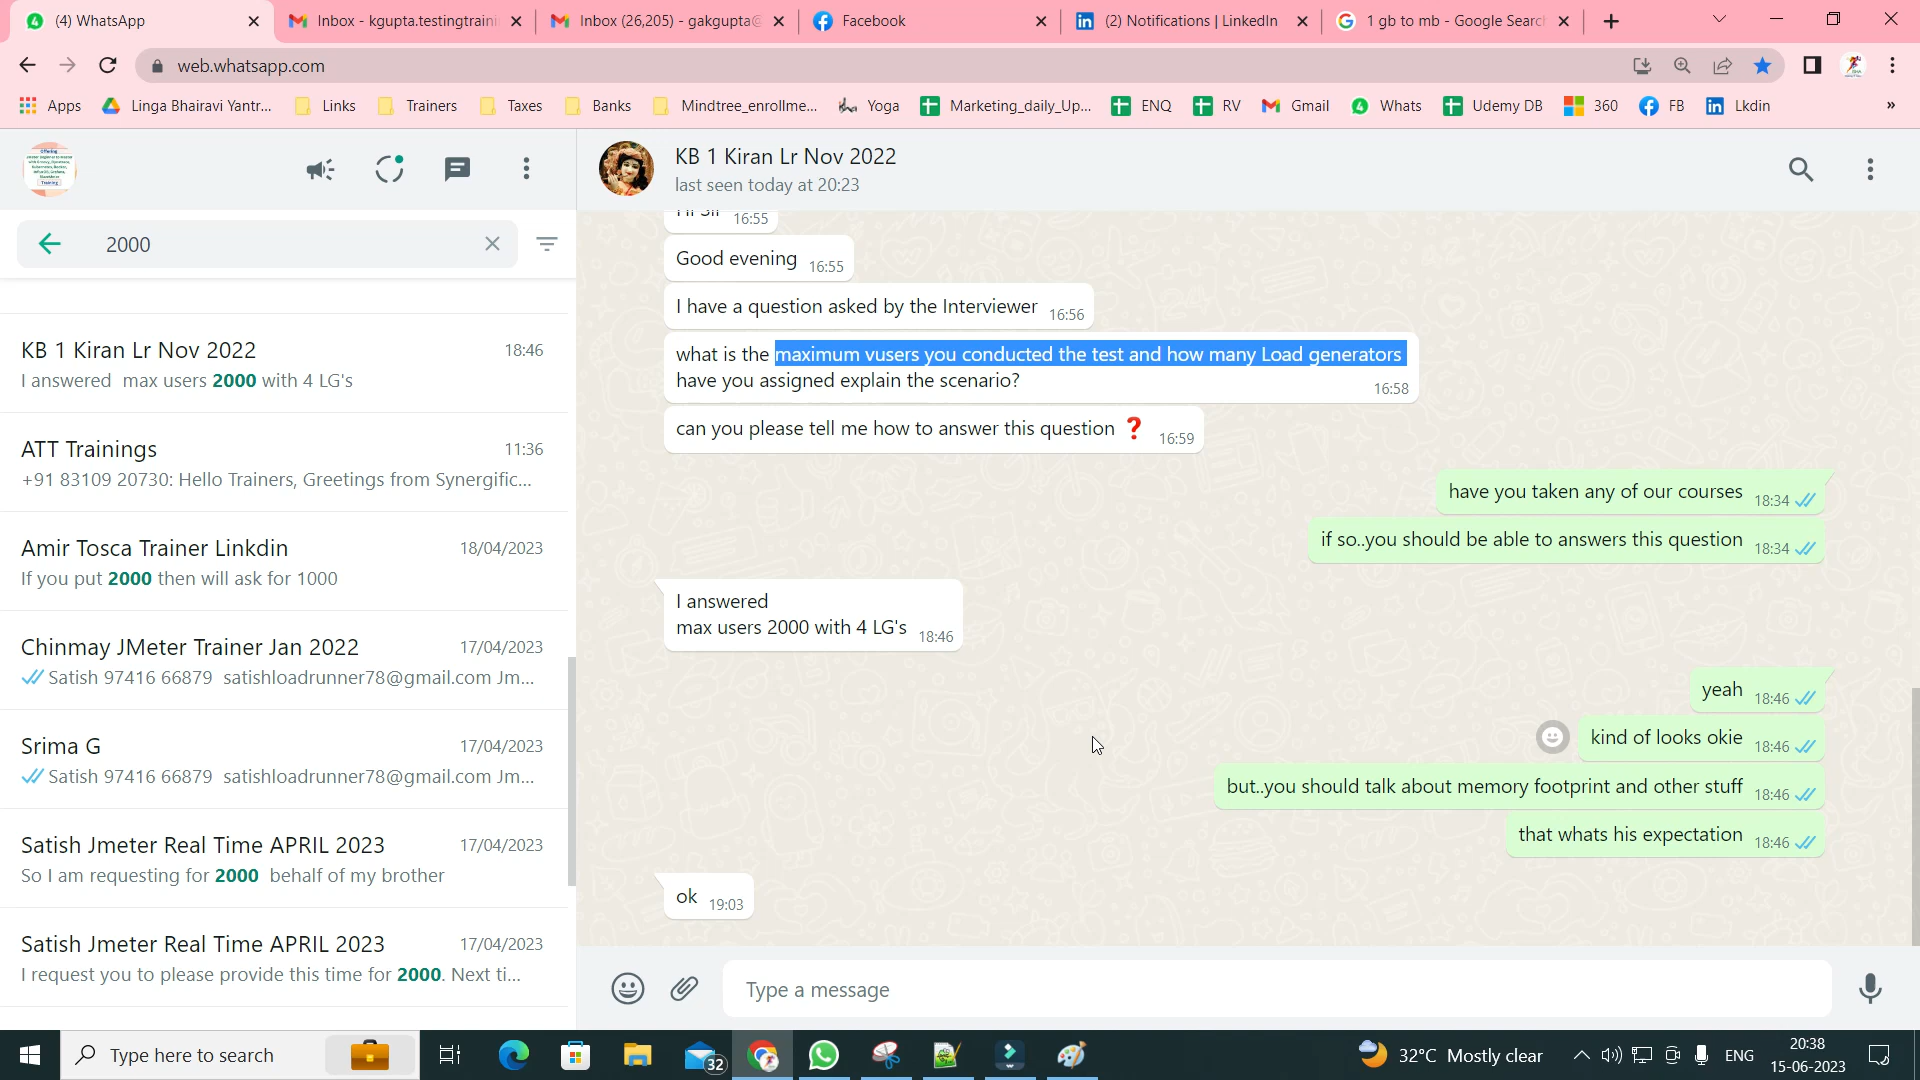 (4) WhatsApp
Inbox - kgupta.testingtraini
Inbox (26,205) - gakgupta@
Facebook
(2) Notifications | LinkedIn
1 gb to mb - Google Search
web.whatsapp.com
Apps
Linga Bhairavi Yantr...
Links
Trainers
Taxes
Banks
Mindtree_enrollme...
Yoga
Marketing_daily_Up...
ENQ
RV
Gmail
Whats
Udemy DB
360
FB
Lkdin
»
Offering
Training
KB 1 Kiran Lr Nov 2022
last seen today at 20:23
2000
KB 1 Kiran Lr Nov 2022 18:46
I answered max users 2000 with 4 LG's
ATT Trainings 11:36
+91 83109 20730: Hello Trainers, Greetings from Synergific...
Amir Tosca Trainer Linkdin 18/04/2023
If you put 2000 then will ask for 1000
Chinmay JMeter Trainer Jan 2022 17/04/2023
Satish 97416 66879 satishloadrunner78@gmail.com Jm...
Srima G 17/04/2023
Satish 97416 66879 satishloadrunner78@gmail.com Jm...
Satish Jmeter Real Time APRIL 2023 17/04/2023
So I am requesting for 2000 behalf of my brother
Satish Jmeter Real Time APRIL 2023 17/04/2023
I request you to please provide this time for 2000. Next ti...
Hi Sir 16:55
Good evening 16:55
I have a question asked by the Interviewer 16:56
what is the maximum vusers you conducted the test and how many Load generators
have you assigned explain the scenario? 16:58
can you please tell me how to answer this question ❓ 16:59
have you taken any of our courses 18:34
if so..you should be able to answers this question 18:34
I answered
max users 2000 with 4 LG's 18:46
yeah 18:46
kind of looks okie 18:46
but..you should talk about memory footprint and other stuff 18:46
that whats his expectation 18:46
ok 19:03
Type a message
Type here to search
32
32°C Mostly clear
ENG
20:38
15-06-2023